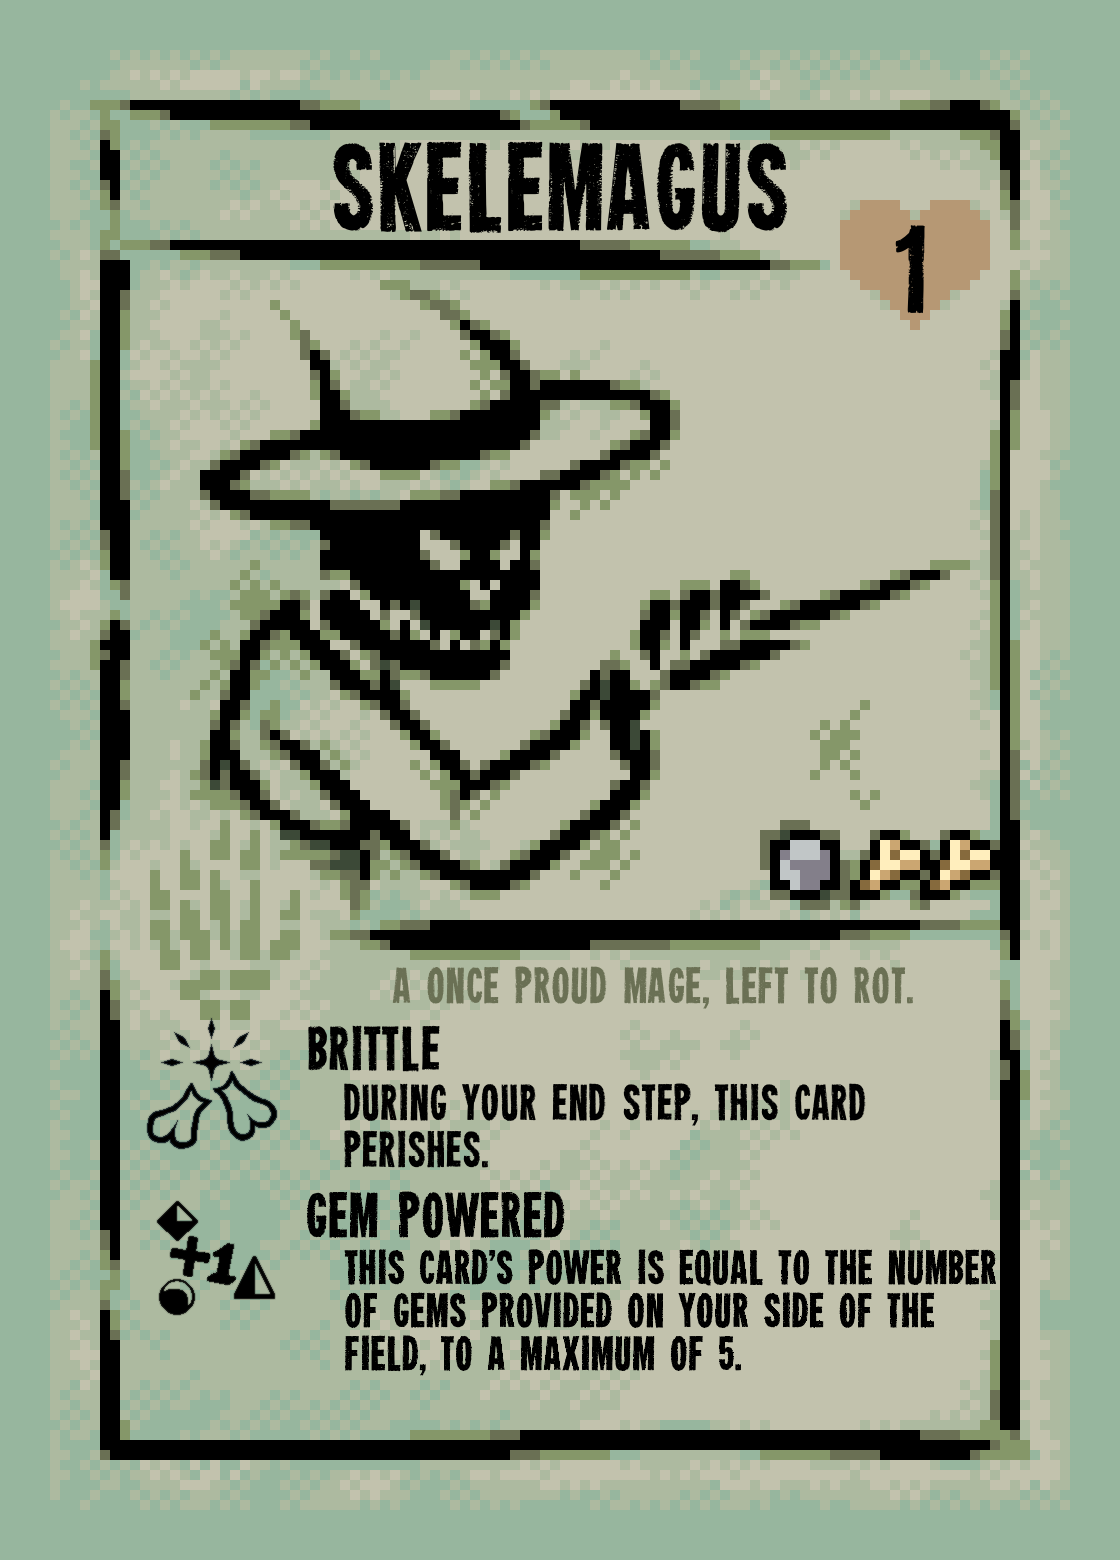 SKELEMAGUS
1
A ONCE PROUD MAGE, LEFT TO ROT.
BRITTLE
DURING YOUR END STEP, THIS CARD
PERISHES.
GEM POWERED
+1
THIS CARD'S POWER IS EQUAL TO THE NUMBER
OF GEMS PROVIDED ON YOUR SIDE OF THE
FIELD, TO A MAXIMUM OF 5.